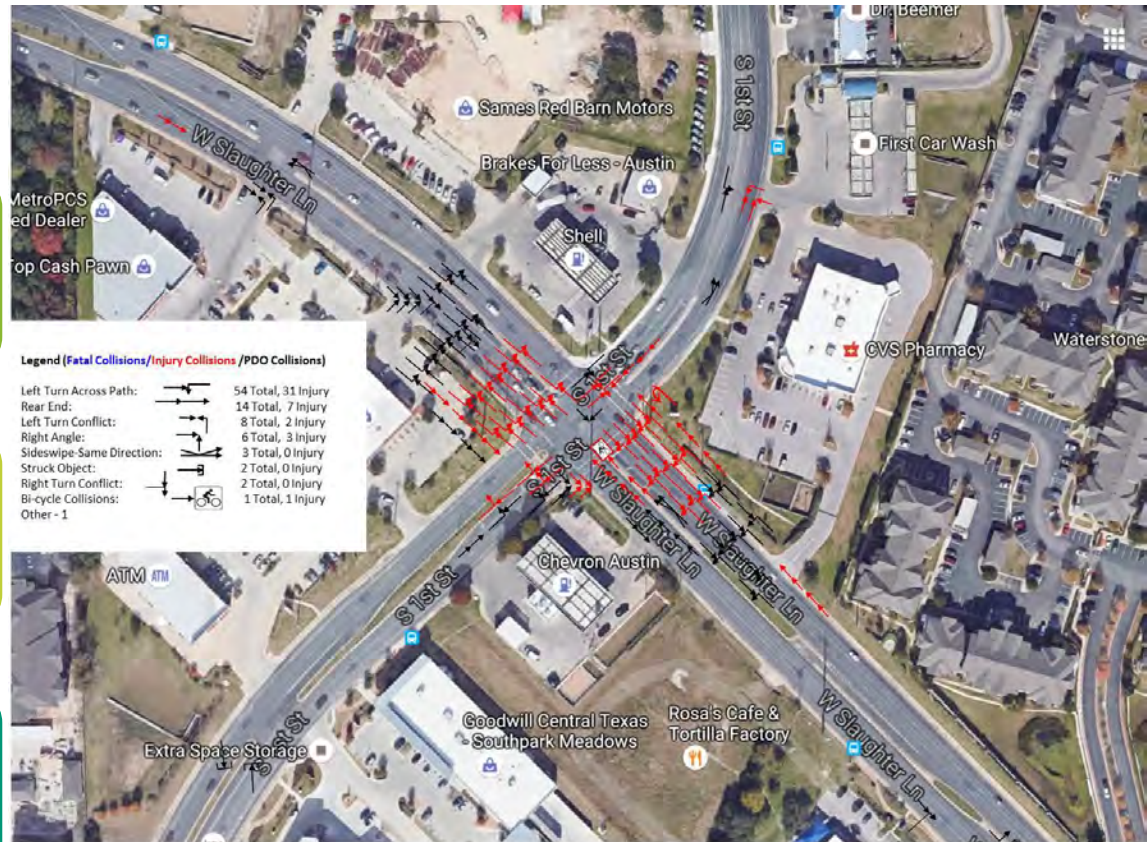 Dr. Beemer
S 1st St
Sames Red Barn Motors
First Car Wash
W Slaughter Ln
Brakes For Less - Austin
MetroPCS
ed Dealer
Shell
Top Cash Pawn
Legend (Fatal Collisions/Injury Collisions /PDO Collisions)
Left Turn Across Path: 54 Total, 31 Injury
Rear End: 14 Total, 7 Injury
Left Turn Conflict: 8 Total, 2 Injury
Right Angle: 6 Total, 3 Injury
Sideswipe-Same Direction: 3 Total, 0 Injury
Struck Object: 2 Total, 0 Injury
Right Turn Conflict: 2 Total, 0 Injury
Bi-cycle Collisions: 1 Total, 1 Injury
Other - 1
Waterstone
CVS Pharmacy
S 1st St
S 1st St
W Slaughter Ln
W Slaughter Ln
Chevron Austin
ATM ATM
S 1st St
Goodwill Central Texas
- Southpark Meadows
Rosa's Cafe &
Tortilla Factory
W Slaughter Ln
Extra Space Storage
S 1st St